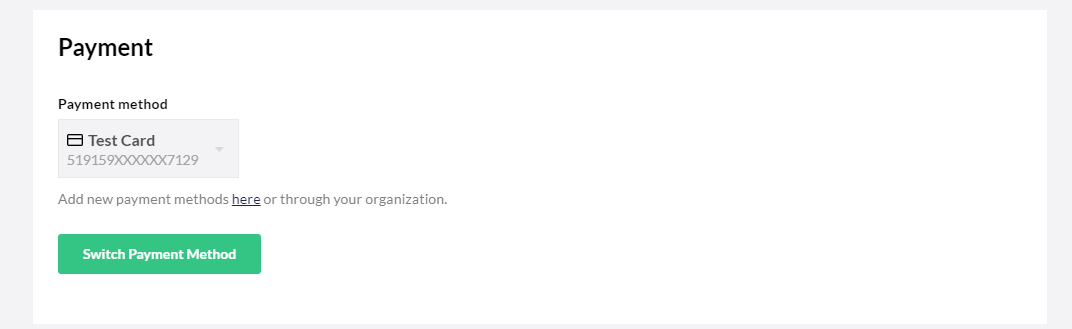 Payment
Payment method
Test Card
519159XXXXXX7129
Add new payment methods here or through your organization.
Switch Payment Method